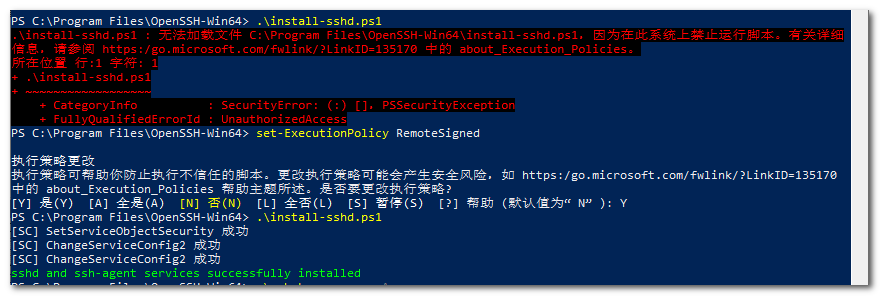 PS C:\Program Files\OpenSSH-Win64> .\install-sshd.ps1
.\install-sshd.ps1 : 无法加载文件 C:\Program Files\OpenSSH-Win64\install-sshd.ps1，因为在此系统上禁止运行脚本。有关详细
信息，请参阅 https:/go.microsoft.com/fwlink/?LinkID=135170 中的 about_Execution_Policies。
所在位置 行:1 字符: 1
+ .\install-sshd.ps1
+ ~~~~~~~~~~~~~~~~~~
+ CategoryInfo          : SecurityError: (:) []，PSSecurityException
+ FullyQualifiedErrorId : UnauthorizedAccess
PS C:\Program Files\OpenSSH-Win64> set-ExecutionPolicy RemoteSigned
执行策略更改
执行策略可帮助你防止执行不信任的脚本。更改执行策略可能会产生安全风险，如 https:/go.microsoft.com/fwlink/?LinkID=135170
中的 about_Execution_Policies 帮助主题所述。是否要更改执行策略?
[Y] 是(Y)  [A] 全是(A)  [N] 否(N)  [L] 全否(L)  [S] 暂停(S)  [?] 帮助 (默认值为“N”): Y
PS C:\Program Files\OpenSSH-Win64> .\install-sshd.ps1
[SC] SetServiceObjectSecurity 成功
[SC] ChangeServiceConfig2 成功
[SC] ChangeServiceConfig2 成功
sshd and ssh-agent services successfully installed
PS C:\Program Files\OpenSSH-Win64>